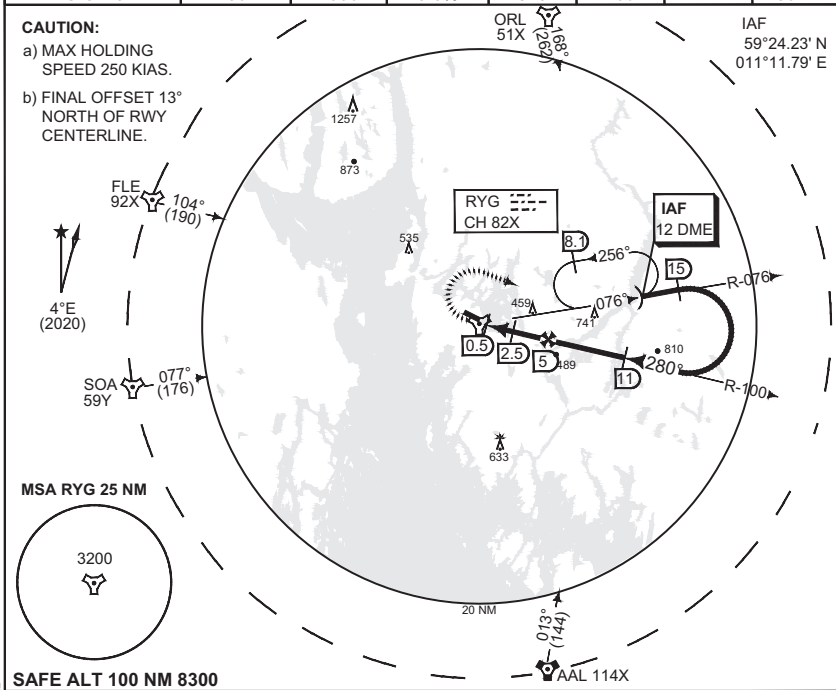 CAUTION:
a) MAX HOLDING
SPEED 250 KIAS.
b) FINAL OFFSET 13°
NORTH OF RWY
CENTERLINE.
ORL
51X
168°
(262)
IAF
59°24.23' N
011°11.79' E
1257
873
FLE
92X
104°
(190)
535
RYG
CH 82X
IAF
12 DME
8.1
256°
15
R-076
4°E
(2020)
459
076°
741
0.5
2.5
5
489
11
280°
810
R-100
SOA
59Y
077°
(176)
633
MSA RYG 25 NM
3200
20 NM
013°
(144)
AAL 114X
SAFE ALT 100 NM 8300